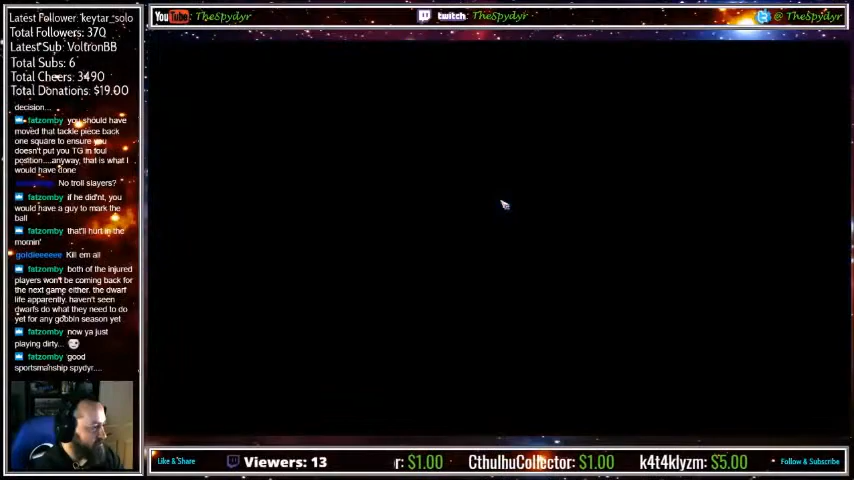 Latest Follower: keytar_solo
Total Followers: 370
Latest Sub: VoltronBB
Total Subs: 6
Total Cheers: 3490
Total Donations: $19.00
decision...
fatzomby you should have
moved that tackle piece back
one square to ensure you
doesn't put you TG in foul
position....anyway, that is what I
would have done
No troll slayers?
fatzomby if he did'nt, you
would have a guy to mark the
ball
fatzomby that'll hurt in the
mornin'
goldieeeeee Kill em all
fatzomby both of the injured
players won't be coming back for
the next game either. the dwarf
life apparently. haven't seen
dwarfs do what they need to do
yet for any gobbin season yet
fatzomby now ya just
playing dirty...
fatzomby good
sportsmanship spydyr....
YouTube TheSpydyr
twitch TheSpydyr
@ TheSpydyr
Like & Share
Viewers: 13
r: $1.00 CthulhuCollector: $1.00 k4t4klyzm: $5.00
Follow & Subscribe